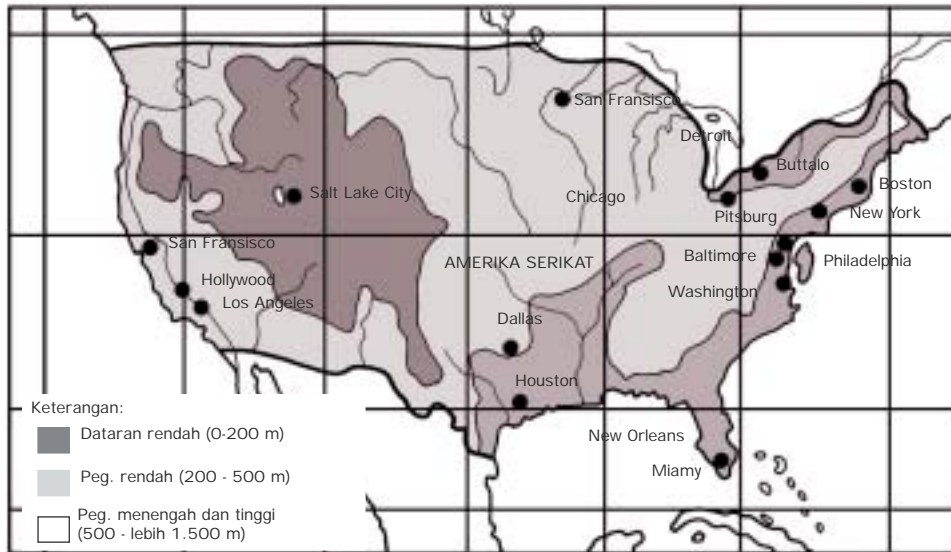 San Fransisco
Detroit
Buttalo
Salt Lake City
Chicago
Boston
Pitsburg
New York
San Fransisco
AMERIKA SERIKAT
Baltimore
Philadelphia
Hollywood
Washington
Los Angeles
Dallas
Houston
New Orleans
Miamy
Keterangan:
Dataran rendah (0-200 m)
Peg. rendah (200 - 500 m)
Peg. menengah dan tinggi
(500 - lebih 1.500 m)